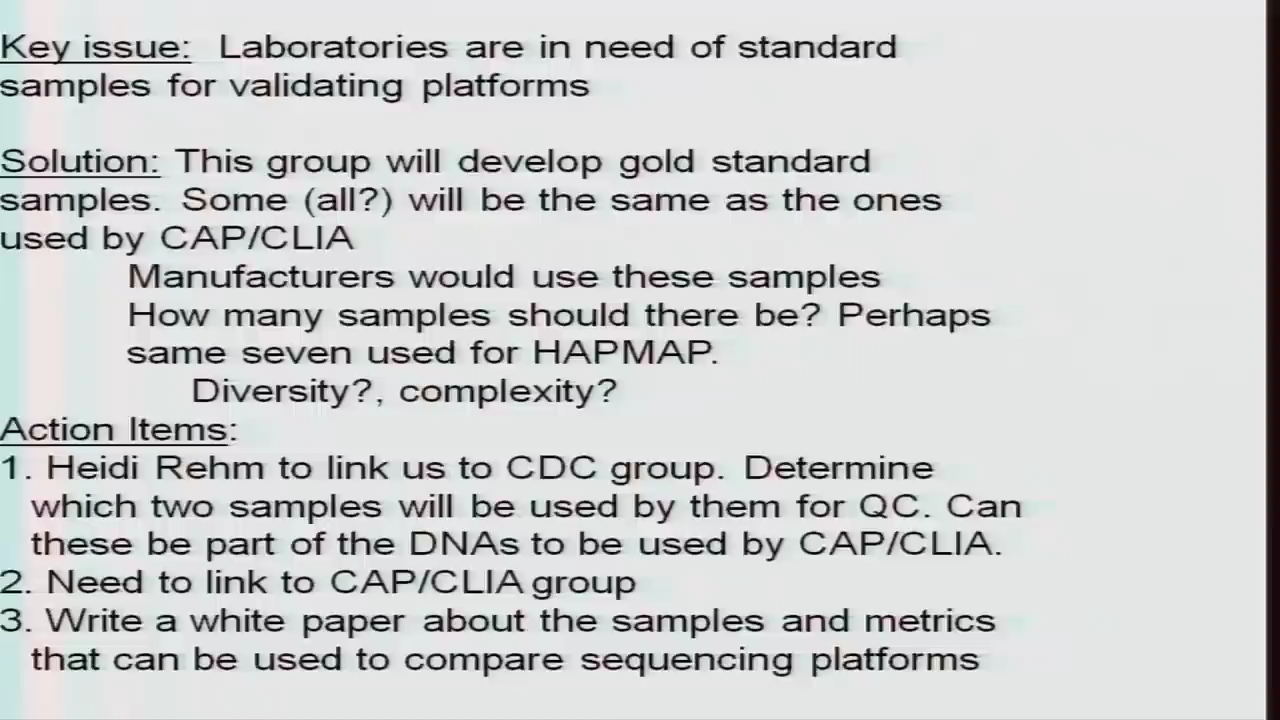 Key issue: Laboratories are in need of standard
samples for validating platforms
Solution: This group will develop gold standard
samples. Some (all?) will be the same as the ones
used by CAP/CLIA
Manufacturers would use these samples
How many samples should there be? Perhaps
same seven used for HAPMAP.
Diversity?, complexity?
Action Items:
1. Heidi Rehm to link us to CDC group. Determine
which two samples will be used by them for QC. Can
these be part of the DNAs to be used by CAP/CLIA.
2. Need to link to CAP/CLIA group
3. Write a white paper about the samples and metrics
that can be used to compare sequencing platforms